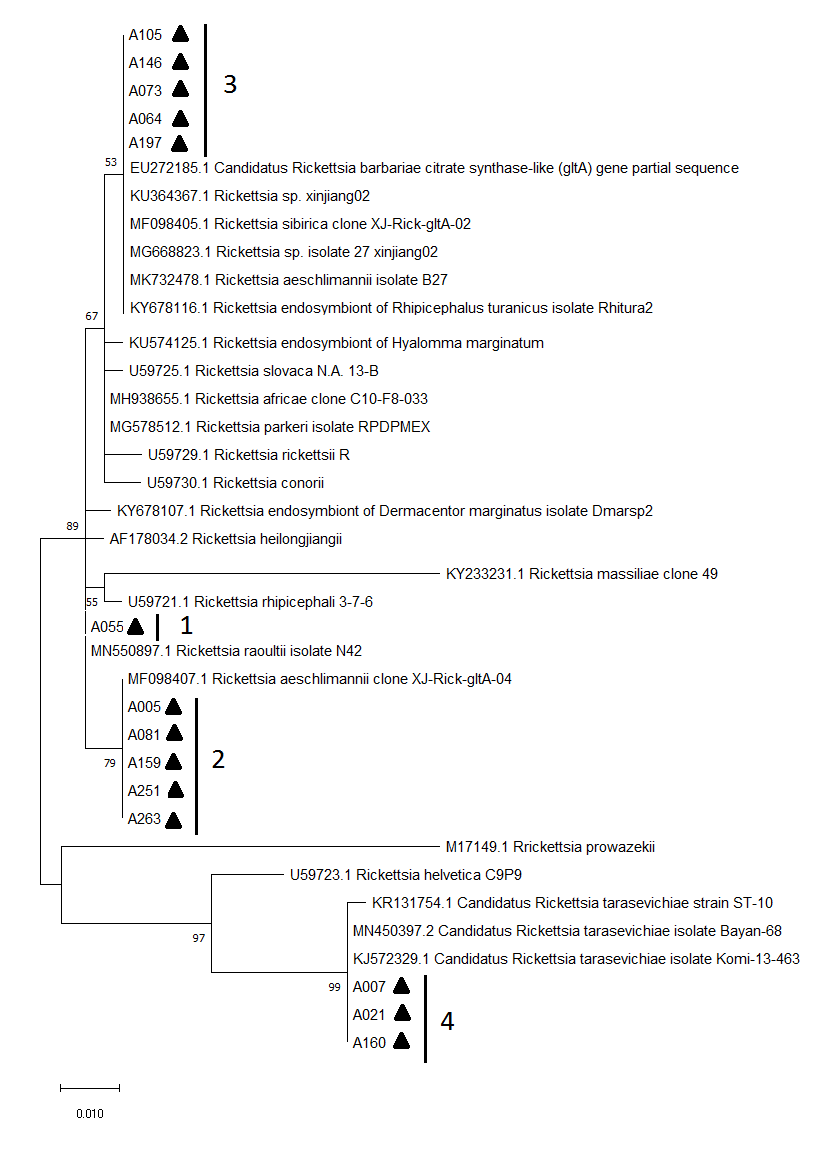 A105
A146
3
A073
A064
A197
53
EU272185.1 Candidatus Rickettsia barbariae citrate synthase-like (gltA) gene partial sequence
KU364367.1 Rickettsia sp. xinjiang02
MF098405.1 Rickettsia sibirica clone XJ-Rick-gltA-02
MG668823.1 Rickettsia sp. isolate 27 xinjiang02
MK732478.1 Rickettsia aeschlimannii isolate B27
KY678116.1 Rickettsia endosymbiont of Rhipicephalus turanicus isolate Rhitura2
67
KU574125.1 Rickettsia endosymbiont of Hyalomma marginatum
U59725.1 Rickettsia slovaca N.A. 13-B
MH938655.1 Rickettsia africae clone C10-F8-033
MG578512.1 Rickettsia parkeri isolate RPDPMEX
U59729.1 Rickettsia rickettsii R
U59730.1 Rickettsia conorii
KY678107.1 Rickettsia endosymbiont of Dermacentor marginatus isolate Dmarsp2
89
AF178034.2 Rickettsia heilongjiangii
KY233231.1 Rickettsia massiliae clone 49
55
U59721.1 Rickettsia rhipicephali 3-7-6
A055
1
MN550897.1 Rickettsia raoultii isolate N42
MF098407.1 Rickettsia aeschlimannii clone XJ-Rick-gltA-04
A005
A081
2
79
A159
A251
A263
M17149.1 Rrickettsia prowazekii
U59723.1 Rickettsia helvetica C9P9
KR131754.1 Candidatus Rickettsia tarasevichiae strain ST-10
MN450397.2 Candidatus Rickettsia tarasevichiae isolate Bayan-68
97
KJ572329.1 Candidatus Rickettsia tarasevichiae isolate Komi-13-463
99
A007
A021
4
A160
0.010